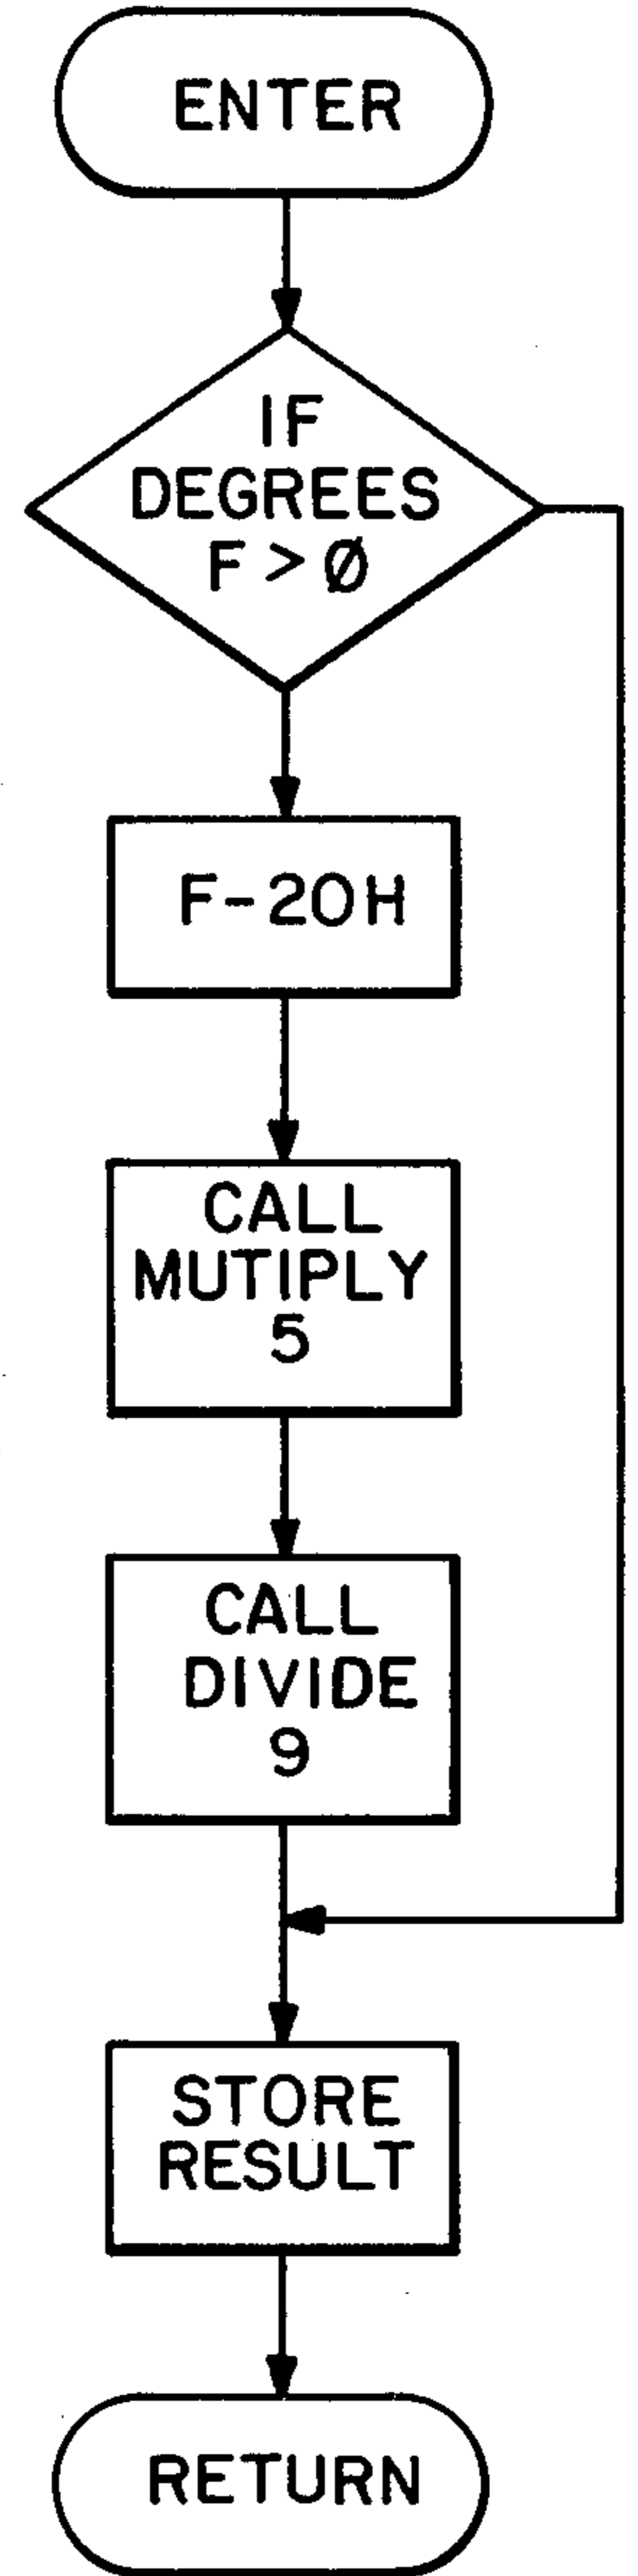 ENTER
IF
DEGREES
F > Ø
F-20H
CALL
MUTIPLY
5
CALL
DIVIDE
9
STORE
RESULT
RETURN